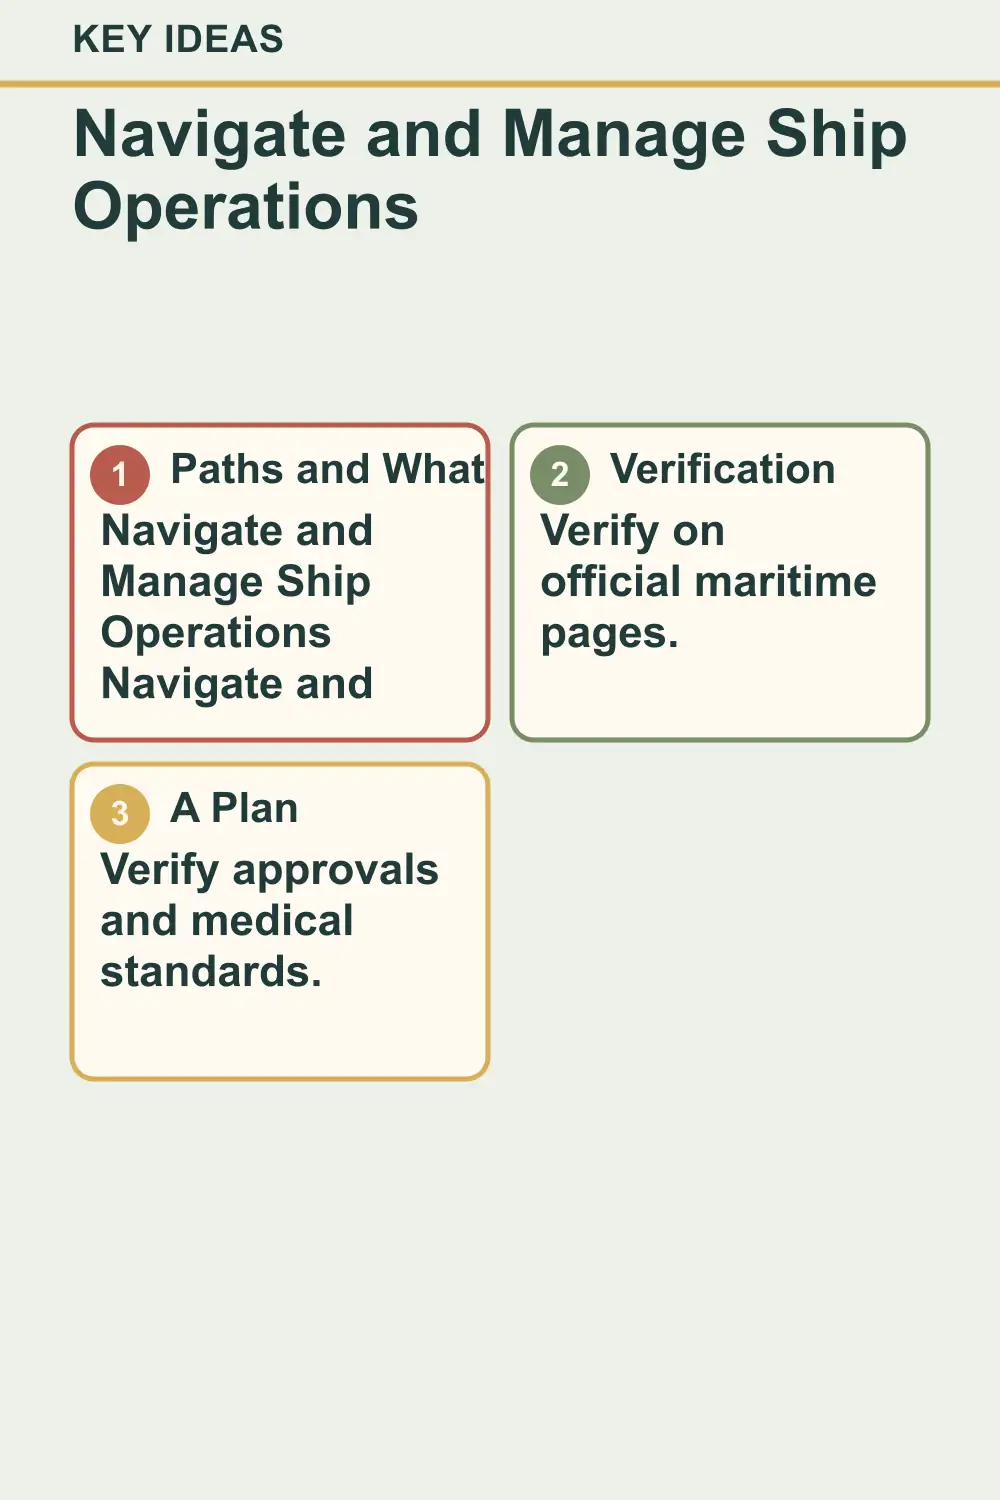 KEY IDEAS
Navigate and Manage Ship
Operations
1 Paths and What
Navigate and
Manage Ship
Operations
Navigate and
2 Verification
Verify on
official maritime
pages.
3 A Plan
Verify approvals
and medical
standards.